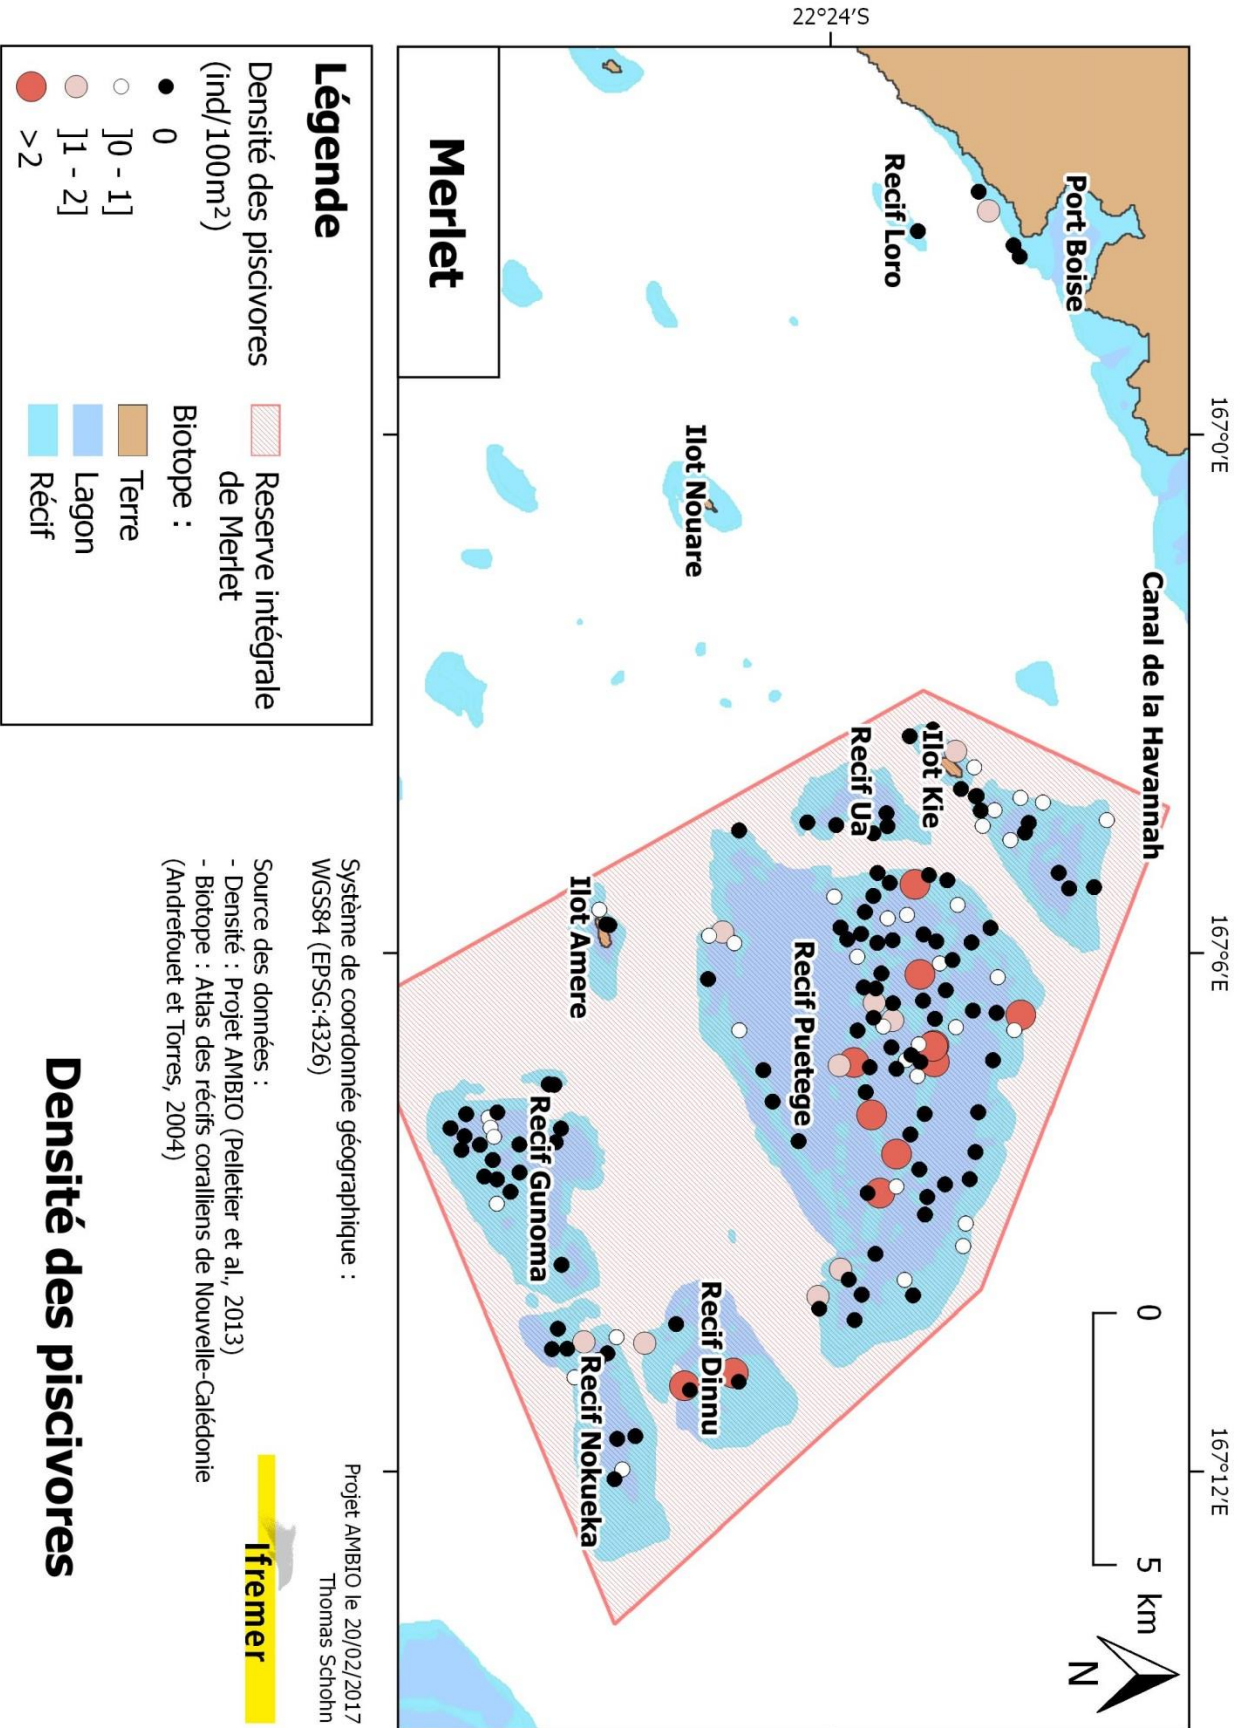 167°0'E
167°6'E
167°12'E
22°24'S
Canal de la Havannah
0
5 km
N
Port Boise
Recif Loro
Ilot Kie
Recif Ua
Ilot Nouare
Recif Puetege
Ilot Amere
Recif Dinnu
Recif Gunoma
Recif Nokueka
Merlet
Légende
Densité des piscivores
(ind/100m²)
0
]0 - 1]
]1 - 2]
>2
Reserve intégrale
de Merlet
Biotope :
Terre
Lagon
Récif
Système de coordonnée géographique :
WGS84 (EPSG:4326)
Source des données :
- Densité : Projet AMBIO (Pelletier et al., 2013)
- Biotope : Atlas des récifs coralliens de Nouvelle-Calédonie
(Andrefouet et Torres, 2004)
Projet AMBIO le 20/02/2017
Thomas Schohn
Ifremer
Densité des piscivores